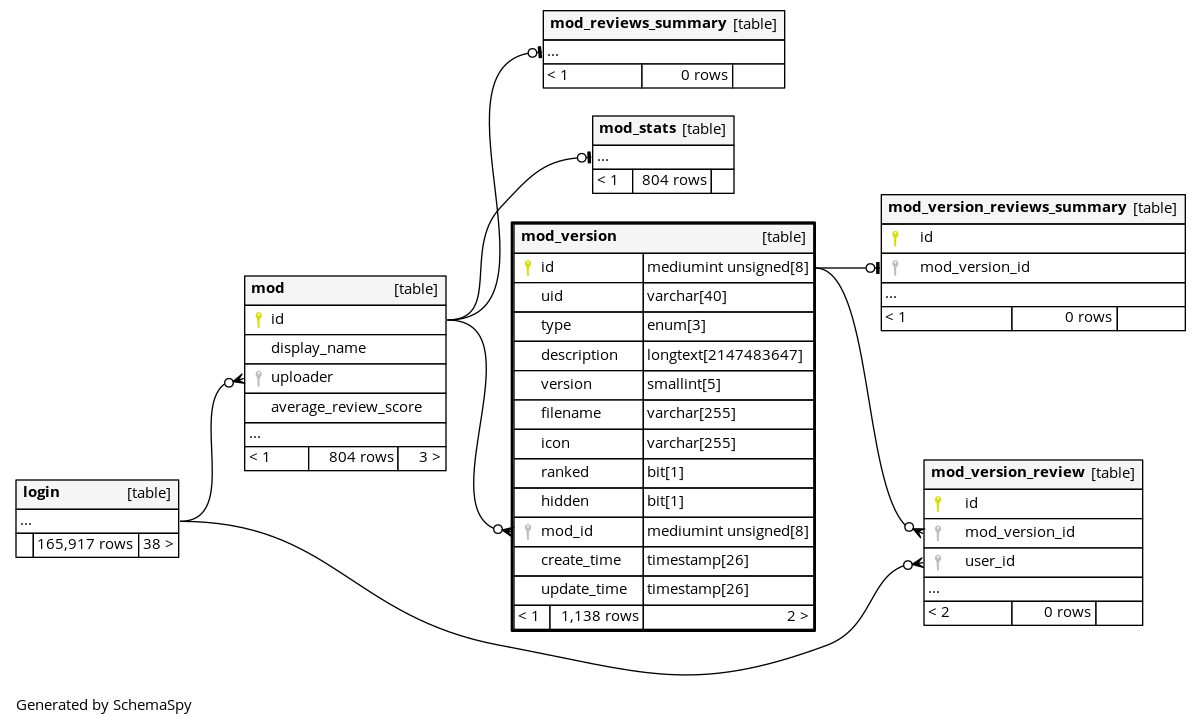 mod_reviews_summary [table]
...
< 1 0 rows
mod_stats [table]
...
< 1 804 rows
mod_version_reviews_summary [table]
id
mod_version_id
...
< 1 0 rows
mod_version [table]
id mediumint unsigned[8]
uid varchar[40]
type enum[3]
description longtext[2147483647]
version smallint[5]
filename varchar[255]
icon varchar[255]
ranked bit[1]
hidden bit[1]
mod_id mediumint unsigned[8]
create_time timestamp[26]
update_time timestamp[26]
< 1 1,138 rows 2 >
mod [table]
id
display_name
uploader
average_review_score
...
< 1 804 rows 3 >
login [table]
...
165,917 rows 38 >
mod_version_review [table]
id
mod_version_id
user_id
...
< 2 0 rows
Generated by SchemaSpy